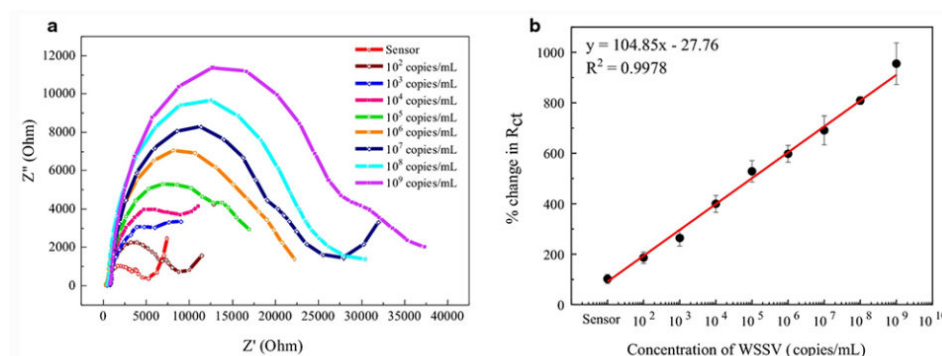 a
12000
10000
8000
6000
4000
2000
0
Z'' (Ohm)
0 5000 10000 15000 20000 25000 30000 35000 40000
Z' (Ohm)
Sensor
10² copies/mL
10³ copies/mL
10⁴ copies/mL
10⁵ copies/mL
10⁶ copies/mL
10⁷ copies/mL
10⁸ copies/mL
10⁹ copies/mL
b
y = 104.85x - 27.76
R² = 0.9978
1000
800
600
400
200
0
% change in RCt
Sensor 10² 10³ 10⁴ 10⁵ 10⁶ 10⁷ 10⁸ 10⁹ 10¹⁰
Concentration of WSSV (copies/mL)